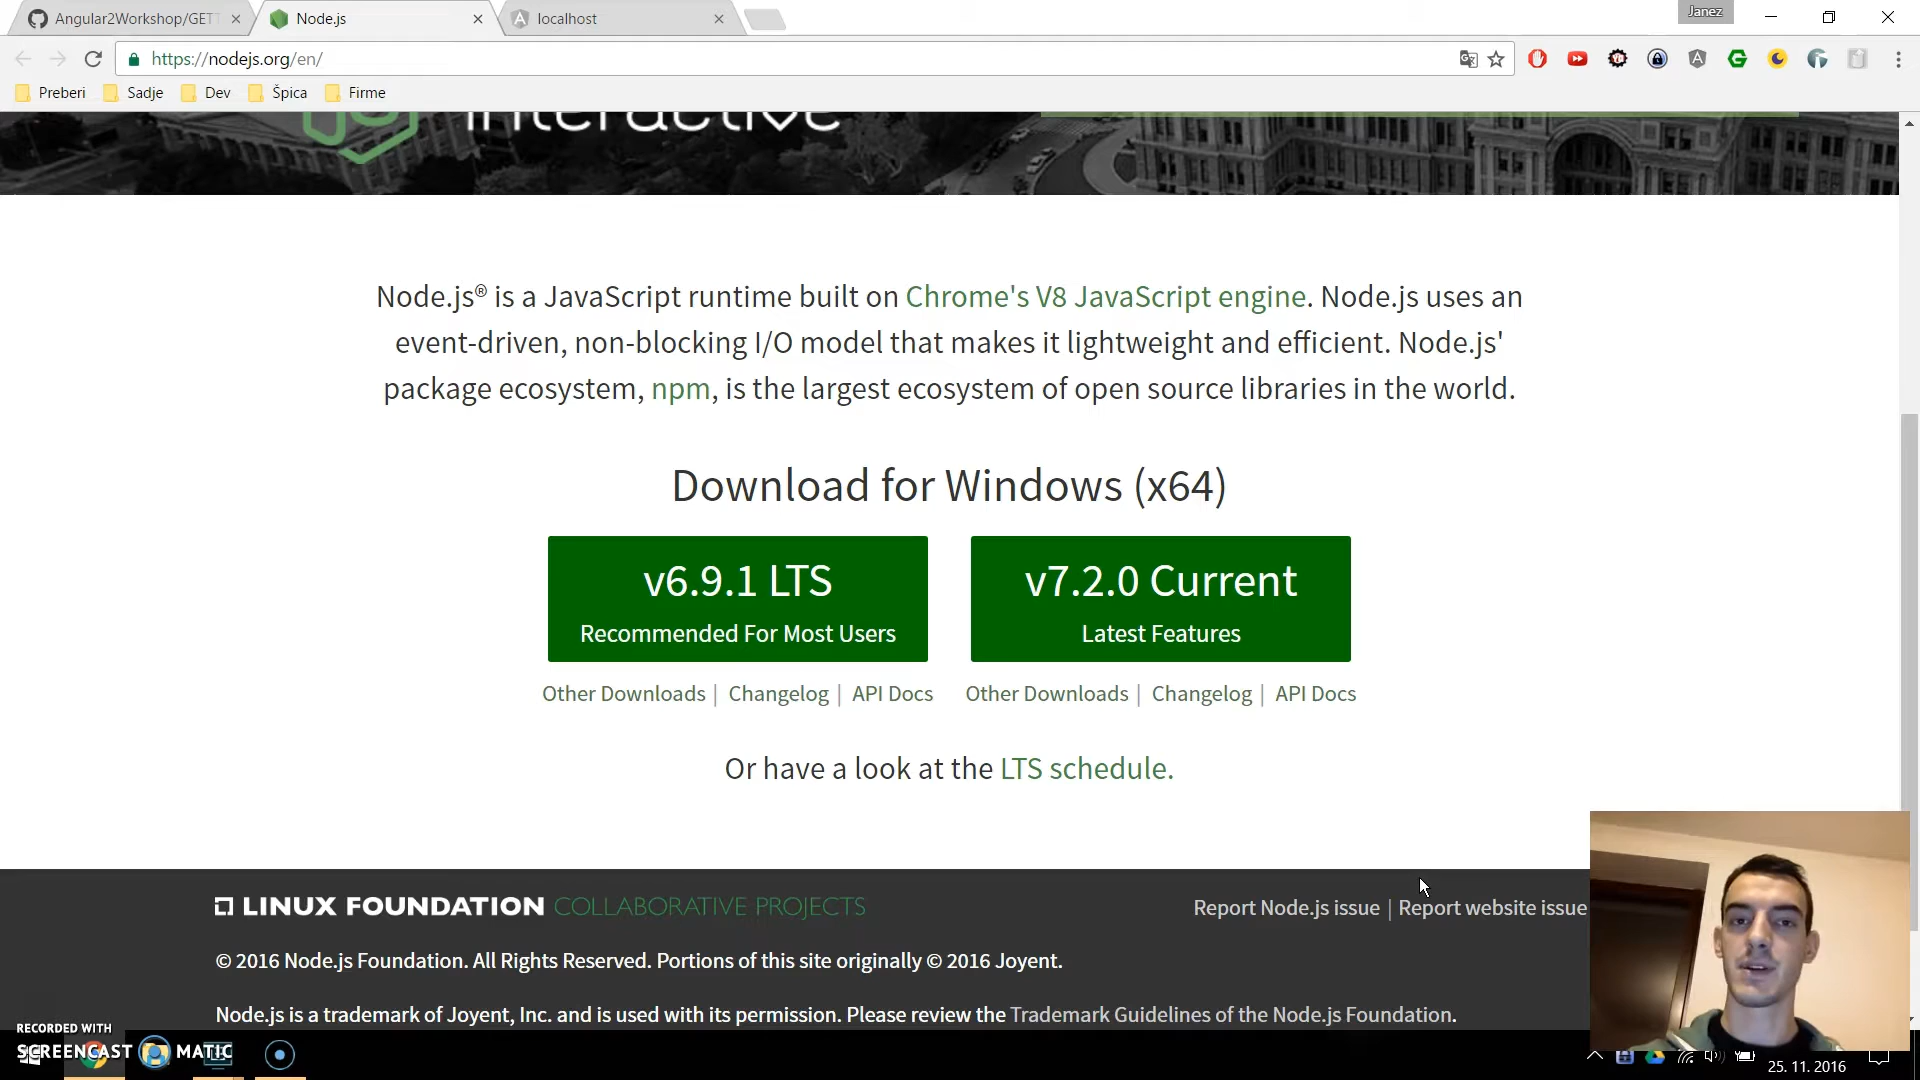 Angular2Workshop/GETT
Node.js
localhost
Janez
https://nodejs.org/en/
Preberi
Sadje
Dev
Špica
Firme
interactive
Node.js® is a JavaScript runtime built on Chrome's V8 JavaScript engine. Node.js uses an
event-driven, non-blocking I/O model that makes it lightweight and efficient. Node.js'
package ecosystem, npm, is the largest ecosystem of open source libraries in the world.
Download for Windows (x64)
v6.9.1 LTS
Recommended For Most Users
v7.2.0 Current
Latest Features
Other Downloads | Changelog | API Docs
Other Downloads | Changelog | API Docs
Or have a look at the LTS schedule.
LINUX FOUNDATION COLLABORATIVE PROJECTS
Report Node.js issue | Report website issue
© 2016 Node.js Foundation. All Rights Reserved. Portions of this site originally © 2016 Joyent.
Node.js is a trademark of Joyent, Inc. and is used with its permission. Please review the Trademark Guidelines of the Node.js Foundation.
RECORDED WITH
SCREENCAST MATIC
25. 11. 2016